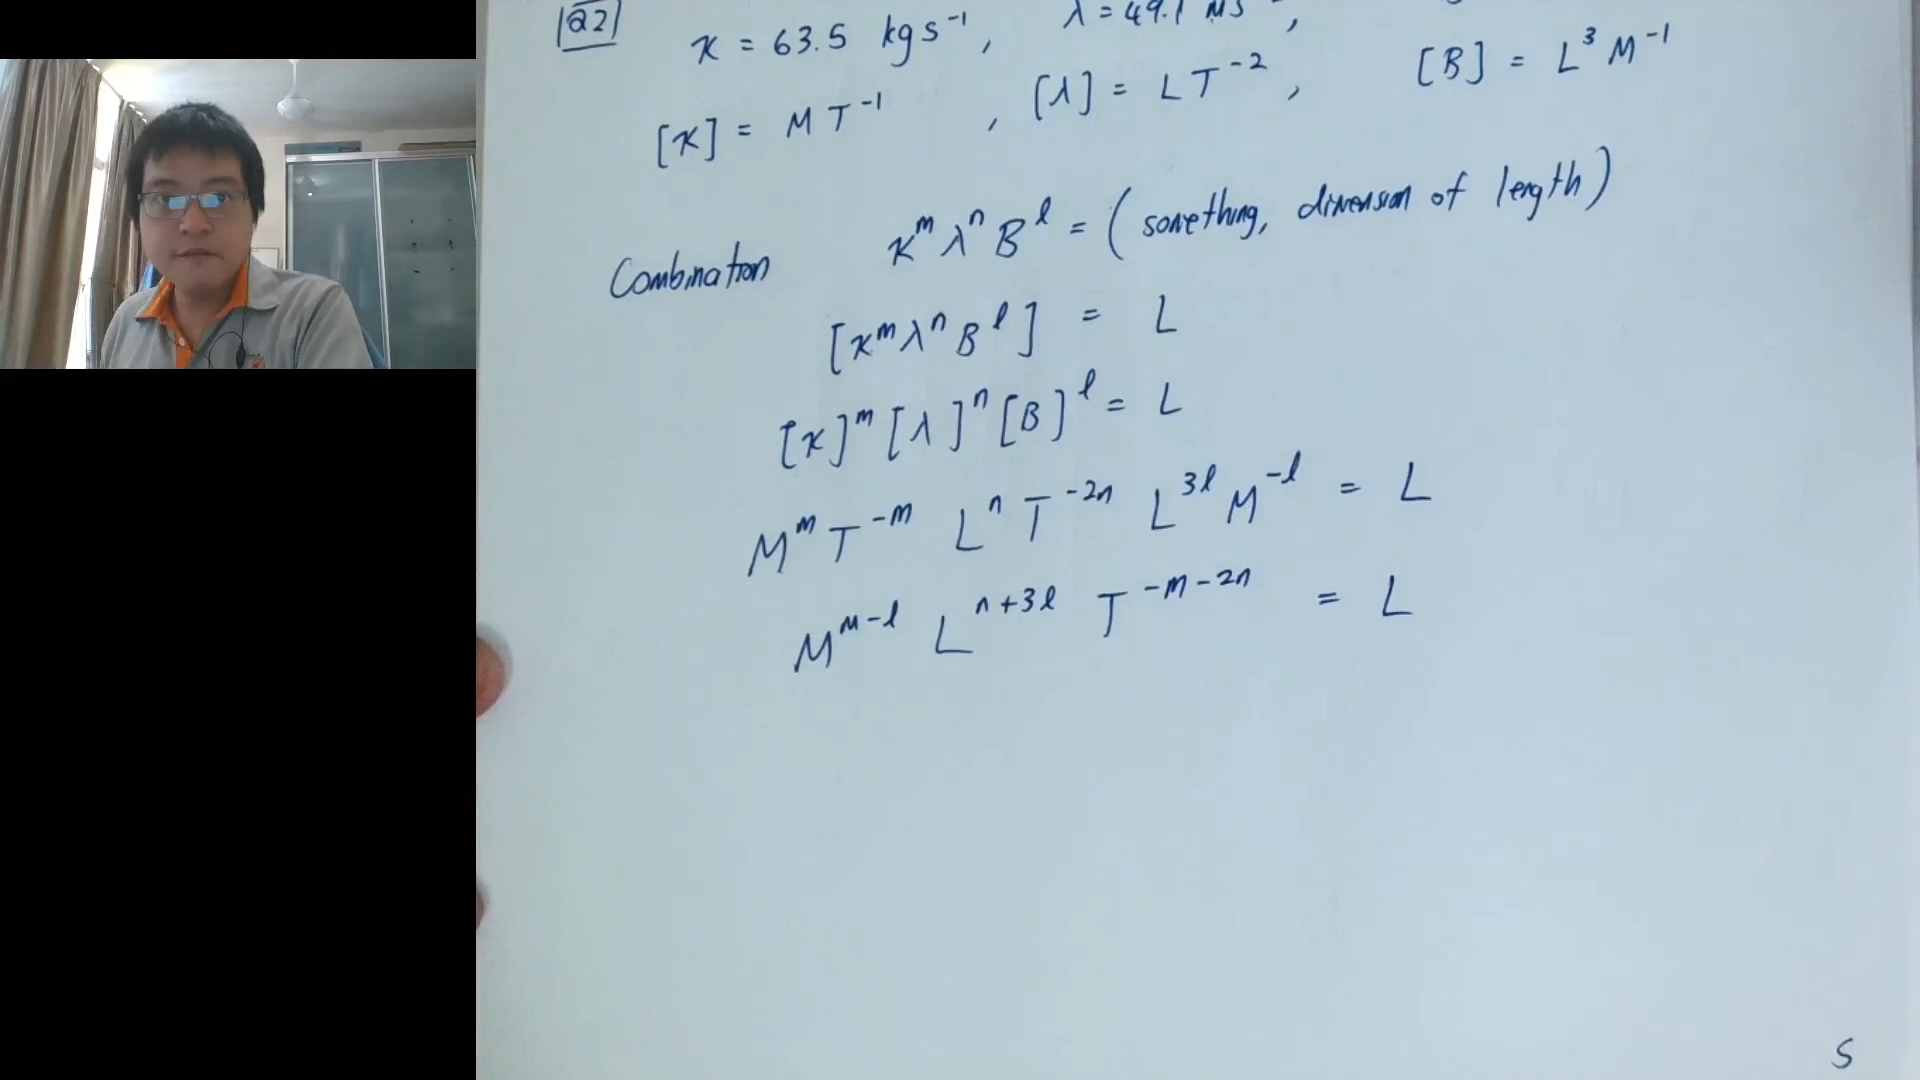 Q2
κ = 63.5 kg s⁻¹, λ = 49.1 ms ,
[κ] = M T⁻¹ , [λ] = L T⁻² , [B] = L³ M⁻¹
Combination κᵐ λⁿ Bˡ = ( something, dimension of length )
[κᵐ λⁿ Bˡ] = L
[κ]ᵐ [λ]ⁿ [B]ˡ = L
Mᵐ T⁻ᵐ Lⁿ T⁻²ⁿ L³ˡ M⁻ˡ = L
Mᵐ⁻ˡ Lⁿ⁺³ˡ T⁻ᵐ⁻²ⁿ = L
5